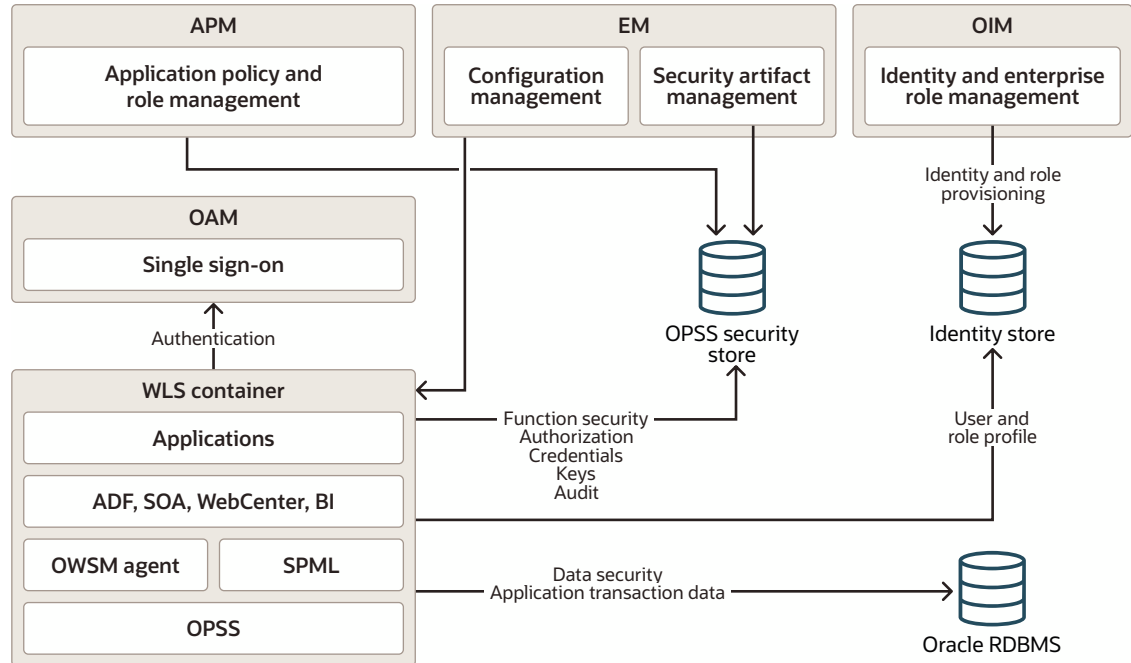 APM
Application policy and
role management
EM
Configuration
management
Security artifact
management
OIM
Identity and enterprise
role management
Identity and role
provisioning
OAM
Single sign-on
Authentication
OPSS security
store
Identity store
WLS container
Applications
ADF, SOA, WebCenter, BI
OWSM agent
SPML
OPSS
Function security
Authorization
Credentials
Keys
Audit
User and
role profile
Data security
Application transaction data
Oracle RDBMS